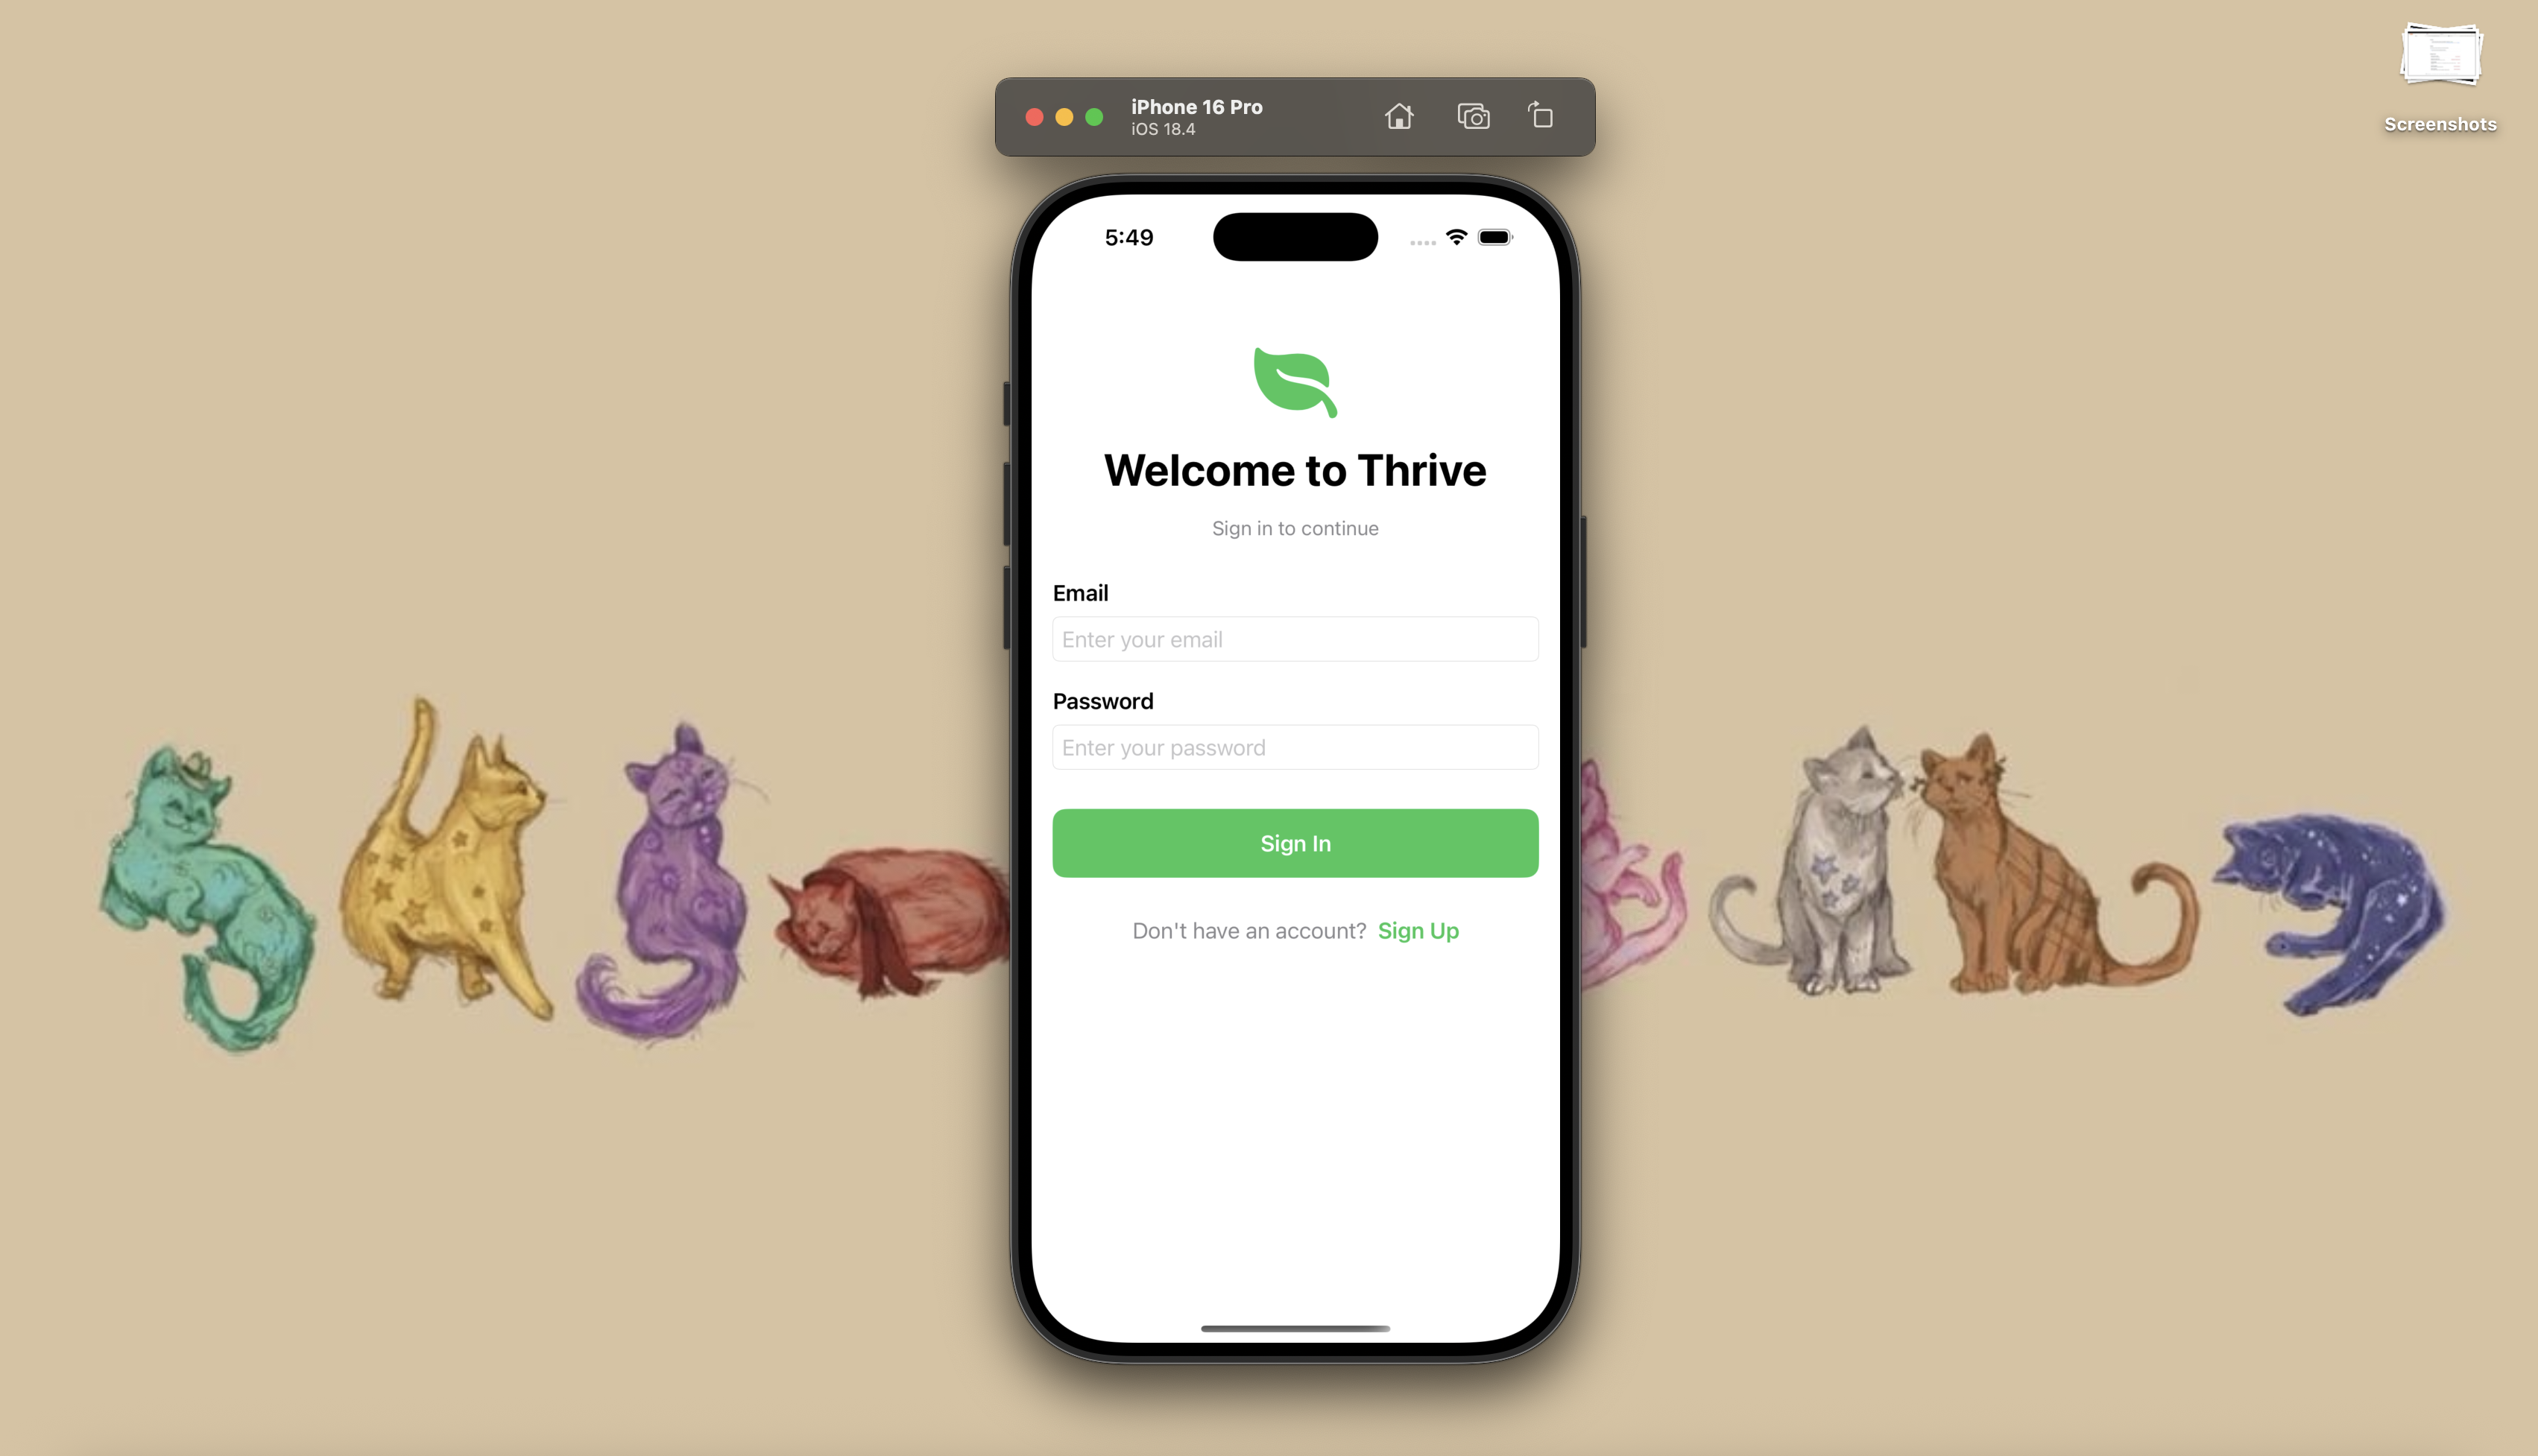 iPhone 16 Pro
iOS 18.4
Screenshots
5:49
Welcome to Thrive
Sign in to continue
Email
Enter your email
Password
Enter your password
Sign In
Don't have an account? Sign Up